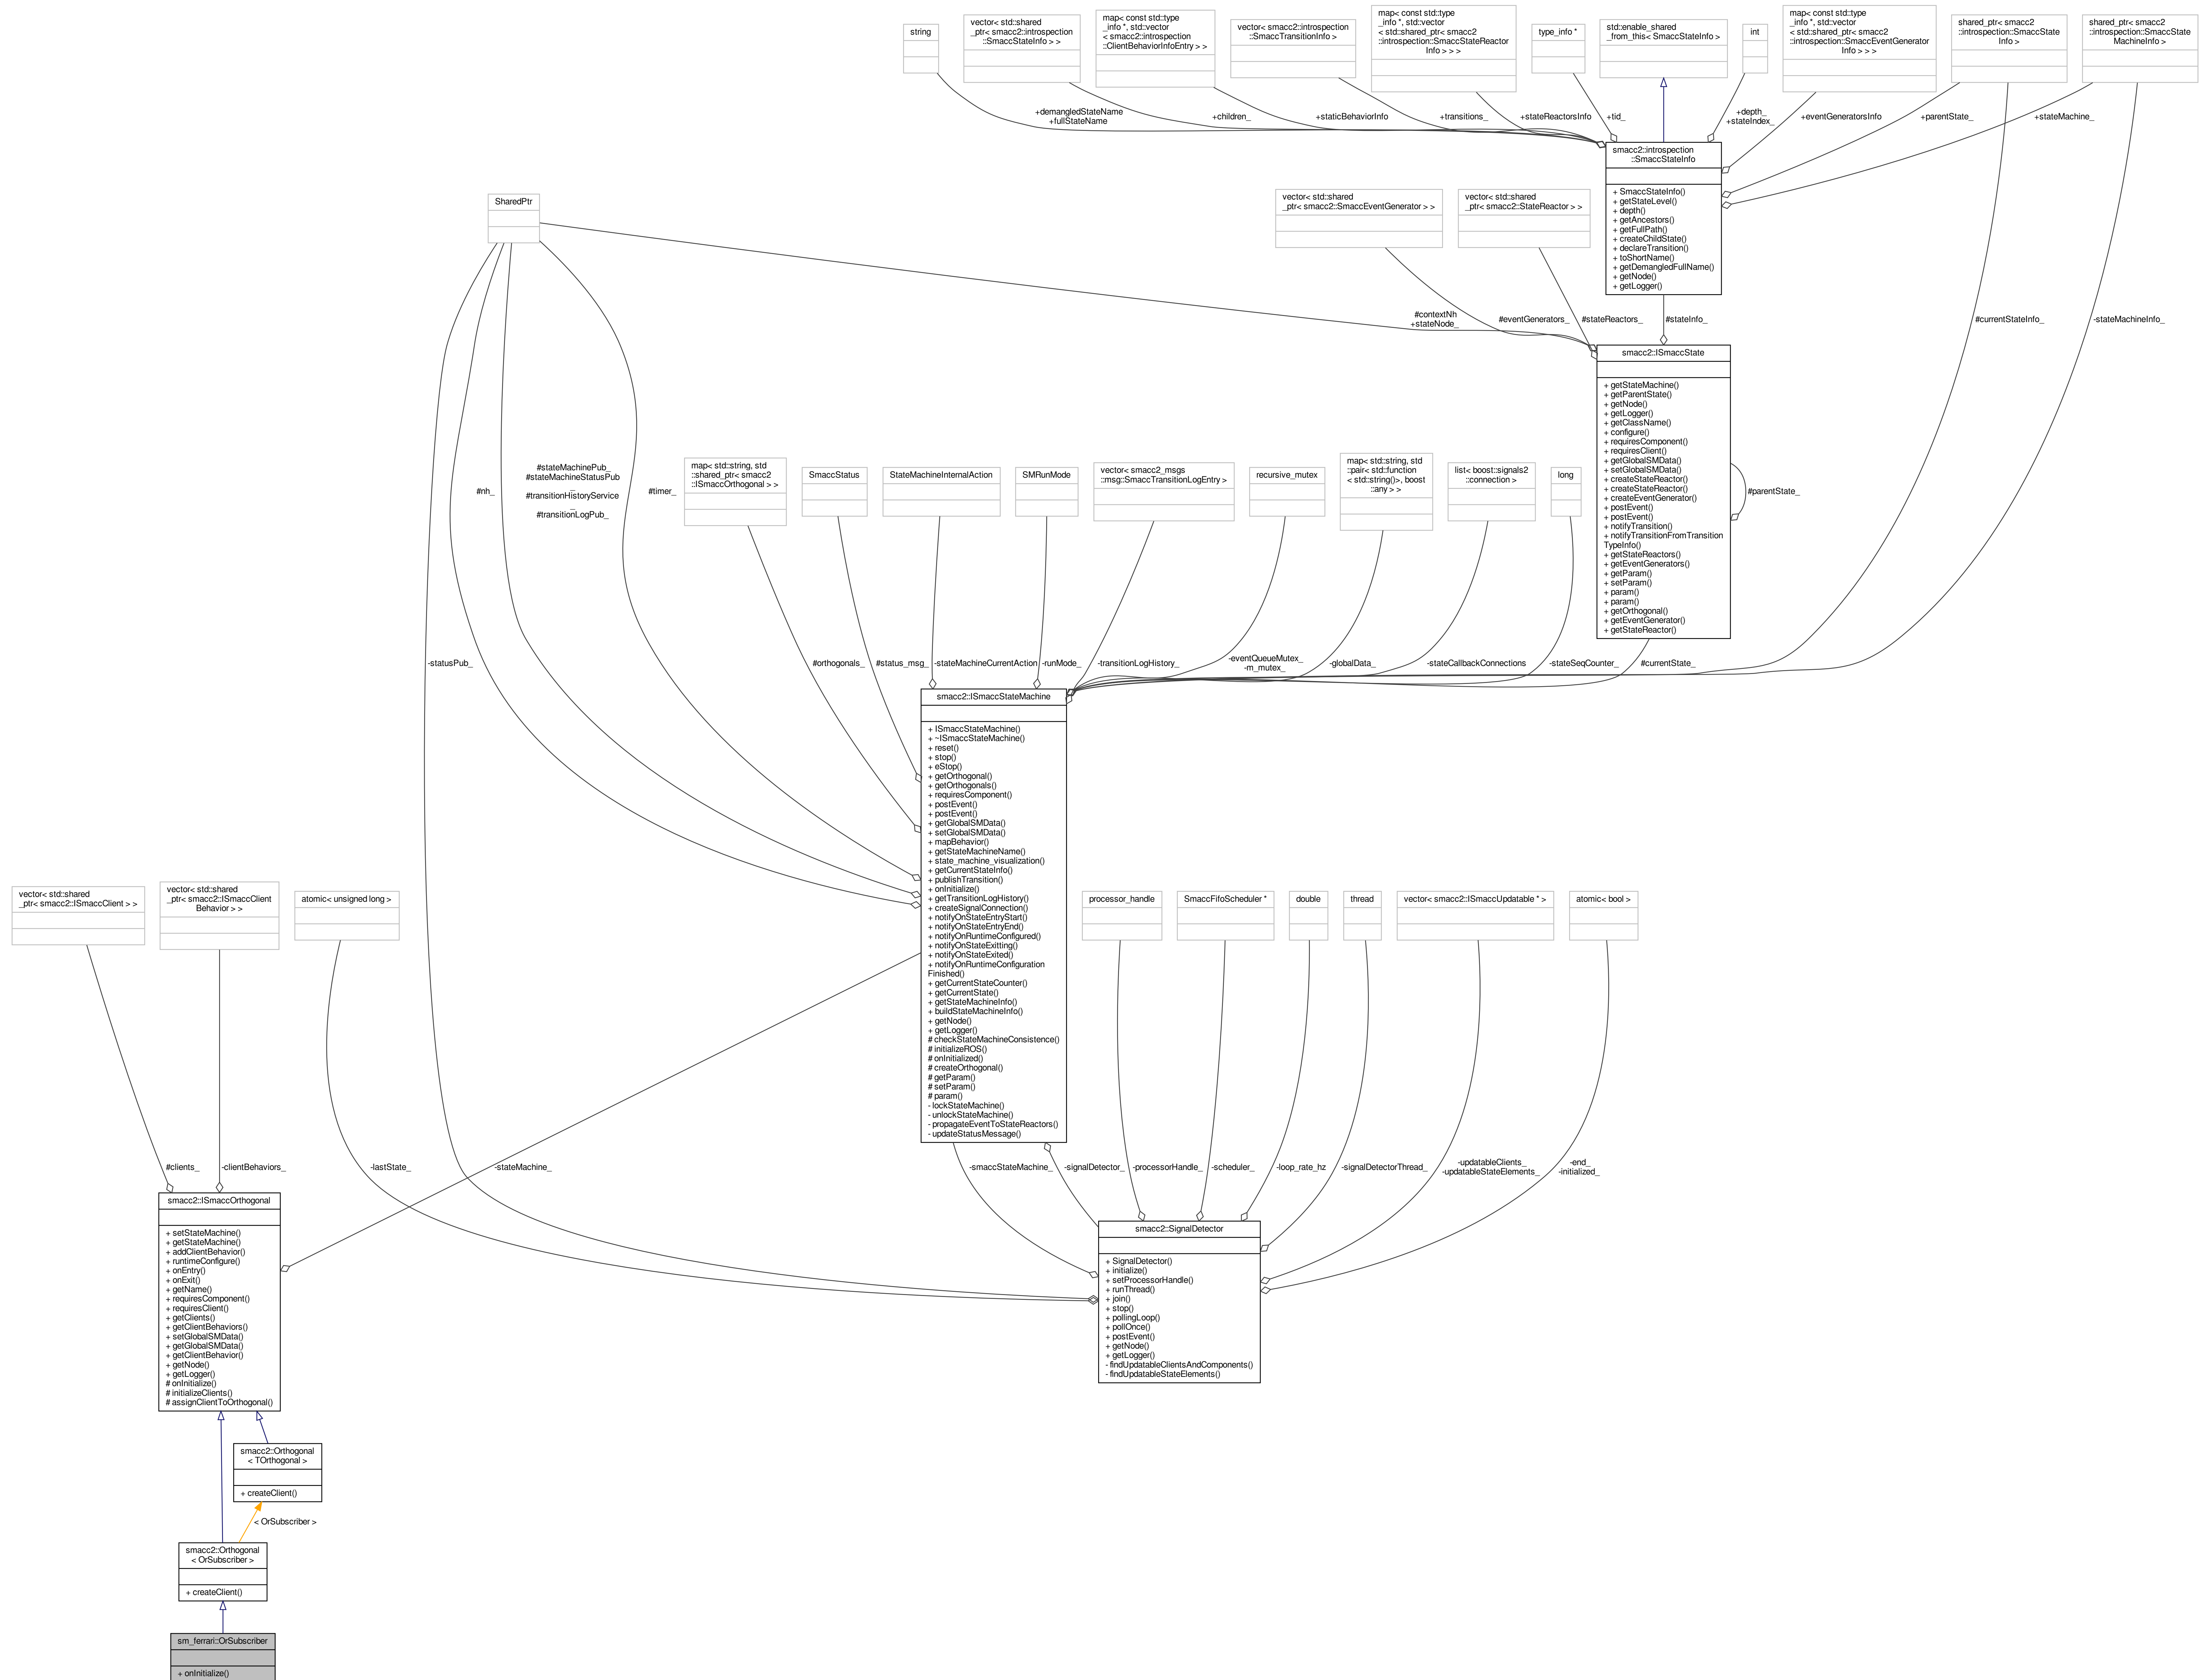 string
vector< std::shared
_ptr< smacc2::introspection
::SmaccStateInfo > >
map< const std::type
_info *, std::vector
< smacc2::introspection
::ClientBehaviorInfoEntry > >
vector< smacc2::introspection
::SmaccTransitionInfo >
map< const std::type
_info *, std::vector
< std::shared_ptr< smacc2
::introspection::SmaccStateReactor
Info > > >
type_info *
std::enable_shared
_from_this< SmaccStateInfo >
int
map< const std::type
_info *, std::vector
< std::shared_ptr< smacc2
::introspection::SmaccEventGenerator
Info > > >
shared_ptr< smacc2
::introspection::SmaccState
Info >
shared_ptr< smacc2
::introspection::SmaccState
MachineInfo >
+demangledStateName
+fullStateName
+children_
+staticBehaviorInfo
+transitions_
+stateReactorsInfo
+tid_
+depth_
+stateIndex_
+eventGeneratorsInfo
+parentState_
+stateMachine_
smacc2::introspection
::SmaccStateInfo
+ SmaccStateInfo()
+ getStateLevel()
+ depth()
+ getAncestors()
+ getFullPath()
+ createChildState()
+ declareTransition()
+ toShortName()
+ getDemangledFullName()
+ getNode()
+ getLogger()
SharedPtr
vector< std::shared
_ptr< smacc2::SmaccEventGenerator > >
vector< std::shared
_ptr< smacc2::StateReactor > >
#contextNh
+stateNode_
#eventGenerators_
#stateReactors_
#stateInfo_
#currentStateInfo_
-stateMachineInfo_
smacc2::ISmaccState
+ getStateMachine()
+ getParentState()
+ getNode()
+ getLogger()
+ getClassName()
+ configure()
+ requiresComponent()
+ requiresClient()
+ getGlobalSMData()
+ setGlobalSMData()
+ createStateReactor()
+ createStateReactor()
+ createEventGenerator()
+ postEvent()
+ postEvent()
+ notifyTransition()
+ notifyTransitionFromTransition
TypeInfo()
+ getStateReactors()
+ getEventGenerators()
+ getParam()
+ setParam()
+ param()
+ param()
+ getOrthogonal()
+ getEventGenerator()
+ getStateReactor()
#parentState_
#nh_
#stateMachinePub_
#stateMachineStatusPub
_
#transitionHistoryService
_
#transitionLogPub_
#timer_
map< std::string, std
::shared_ptr< smacc2
::ISmaccOrthogonal > >
SmaccStatus
StateMachineInternalAction
SMRunMode
vector< smacc2_msgs
::msg::SmaccTransitionLogEntry >
recursive_mutex
map< std::string, std
::pair< std::function
< std::string()>, boost
::any > >
list< boost::signals2
::connection >
long
-statusPub_
#orthogonals_
#status_msg_
-stateMachineCurrentAction
-runMode_
-transitionLogHistory_
-eventQueueMutex_
-m_mutex_
-globalData_
-stateCallbackConnections
-stateSeqCounter_
#currentState_
smacc2::ISmaccStateMachine
+ ISmaccStateMachine()
+ ~ISmaccStateMachine()
+ reset()
+ stop()
+ eStop()
+ getOrthogonal()
+ getOrthogonals()
+ requiresComponent()
+ postEvent()
+ postEvent()
+ getGlobalSMData()
+ setGlobalSMData()
+ mapBehavior()
+ getStateMachineName()
+ state_machine_visualization()
+ getCurrentStateInfo()
+ publishTransition()
+ onInitialize()
+ getTransitionLogHistory()
+ createSignalConnection()
+ notifyOnStateEntryStart()
+ notifyOnStateEntryEnd()
+ notifyOnRuntimeConfigured()
+ notifyOnStateExitting()
+ notifyOnStateExited()
+ notifyOnRuntimeConfiguration
Finished()
+ getCurrentStateCounter()
+ getCurrentState()
+ getStateMachineInfo()
+ buildStateMachineInfo()
+ getNode()
+ getLogger()
# checkStateMachineConsistence()
# initializeROS()
# onInitialized()
# createOrthogonal()
# getParam()
# setParam()
# param()
- lockStateMachine()
- unlockStateMachine()
- propagateEventToStateReactors()
- updateStatusMessage()
vector< std::shared
_ptr< smacc2::ISmaccClient > >
vector< std::shared
_ptr< smacc2::ISmaccClient
Behavior > >
atomic< unsigned long >
processor_handle
SmaccFifoScheduler *
double
thread
vector< smacc2::ISmaccUpdatable * >
atomic< bool >
#clients_
-clientBehaviors_
-lastState_
-stateMachine_
-smaccStateMachine_
-signalDetector_
-processorHandle_
-scheduler_
-loop_rate_hz
-signalDetectorThread_
-updatableClients_
-updatableStateElements_
-end_
-initialized_
smacc2::ISmaccOrthogonal
+ setStateMachine()
+ getStateMachine()
+ addClientBehavior()
+ runtimeConfigure()
+ onEntry()
+ onExit()
+ getName()
+ requiresComponent()
+ requiresClient()
+ getClients()
+ getClientBehaviors()
+ setGlobalSMData()
+ getGlobalSMData()
+ getClientBehavior()
+ getNode()
+ getLogger()
# onInitialize()
# initializeClients()
# assignClientToOrthogonal()
smacc2::SignalDetector
+ SignalDetector()
+ initialize()
+ setProcessorHandle()
+ runThread()
+ join()
+ stop()
+ pollingLoop()
+ pollOnce()
+ postEvent()
+ getNode()
+ getLogger()
- findUpdatableClientsAndComponents()
- findUpdatableStateElements()
smacc2::Orthogonal
< TOrthogonal >
+ createClient()
< OrSubscriber >
smacc2::Orthogonal
< OrSubscriber >
+ createClient()
sm_ferrari::OrSubscriber
+ onInitialize()